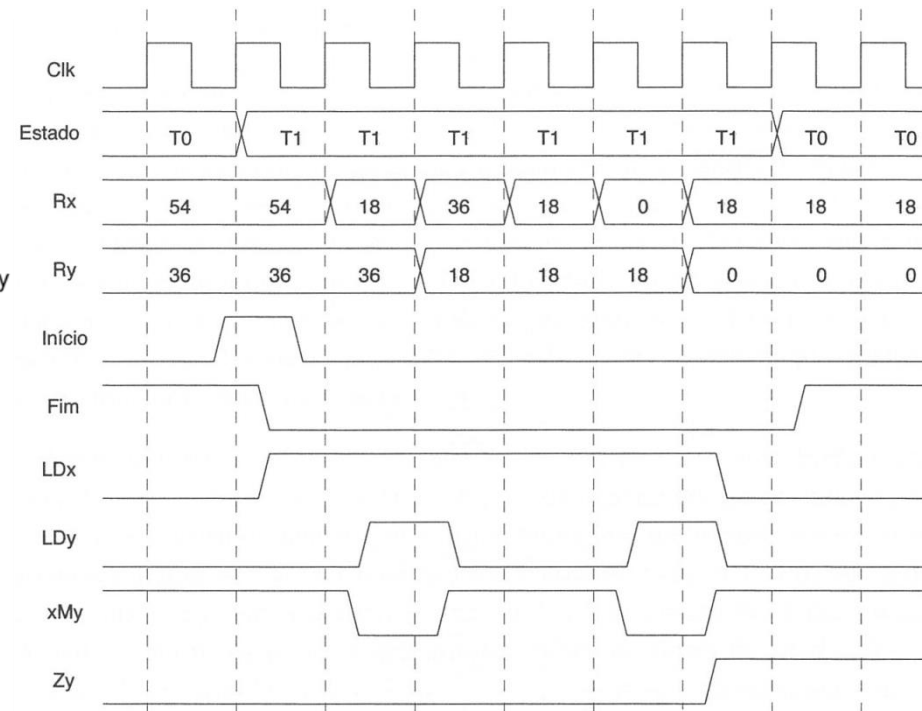 Clk
Estado T0 T1 T1 T1 T1 T1 T1 T0 T0
Rx 54 54 18 36 18 0 18 18 18
y Ry 36 36 36 18 18 18 0 0 0
Início
Fim
LDx
LDy
xMy
Zy